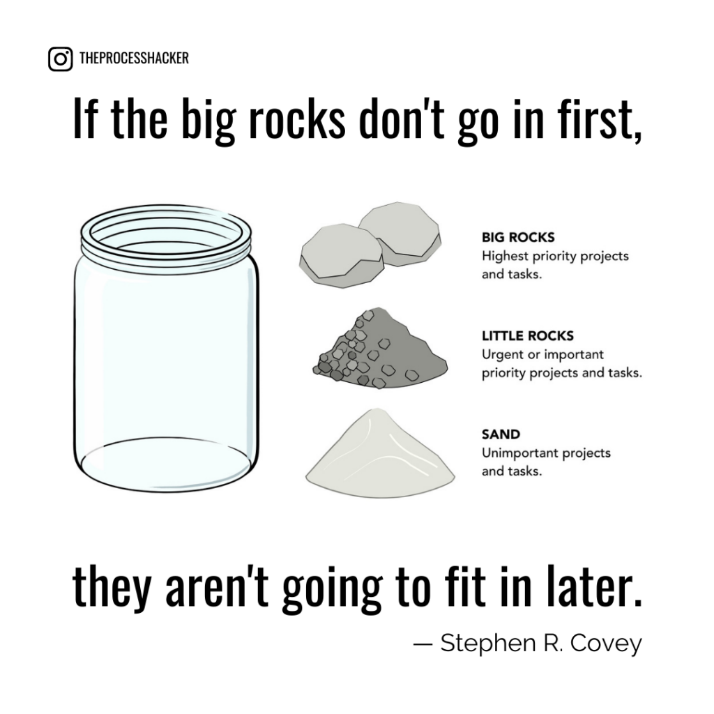 THEPROCESSHACKER
If the big rocks don't go in first,
BIG ROCKS
Highest priority projects
and tasks.
LITTLE ROCKS
Urgent or important
priority projects and tasks.
SAND
Unimportant projects
and tasks.
they aren't going to fit in later.
— Stephen R. Covey